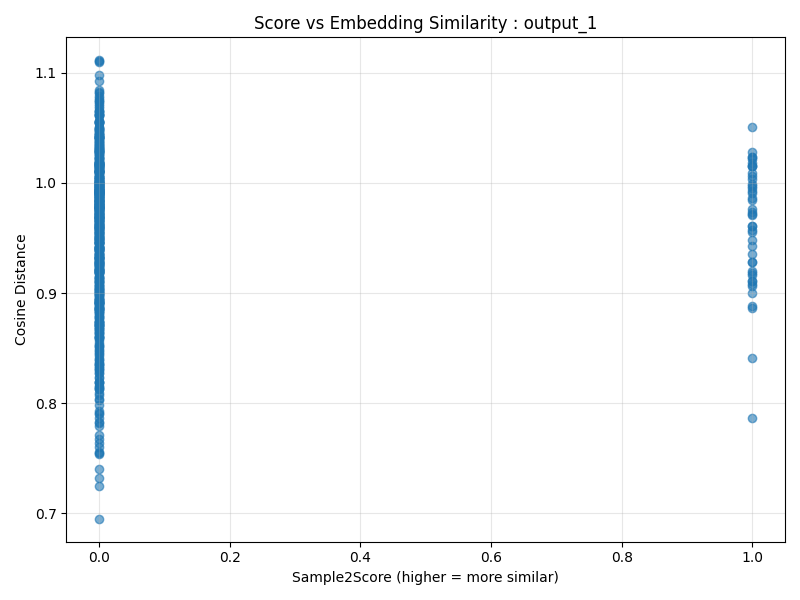 Score vs Embedding Similarity : output_1
1.1
1.0
0.9
0.8
0.7
Cosine Distance
0.0 0.2 0.4 0.6 0.8 1.0
Sample2Score (higher = more similar)